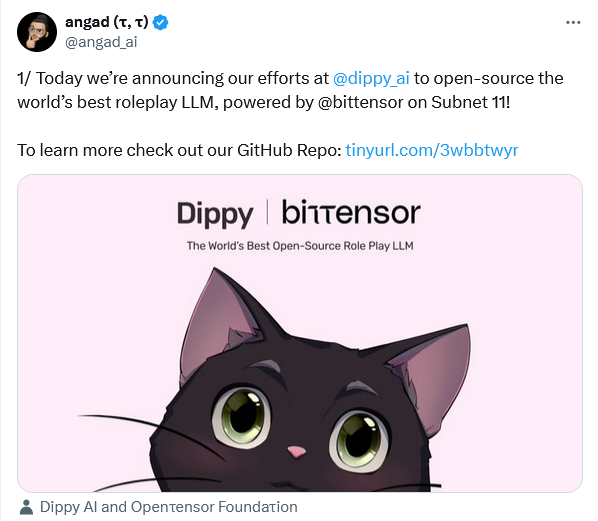 angad (τ, τ)
@angad_ai
1/ Today we’re announcing our efforts at @dippy_ai to open-source the
world’s best roleplay LLM, powered by @bittensor on Subnet 11!
To learn more check out our GitHub Repo: tinyurl.com/3wbbtwyr
Dippy | biττensor
The World’s Best Open-Source Role Play LLM
Dippy AI and Openτensor Foundaτion